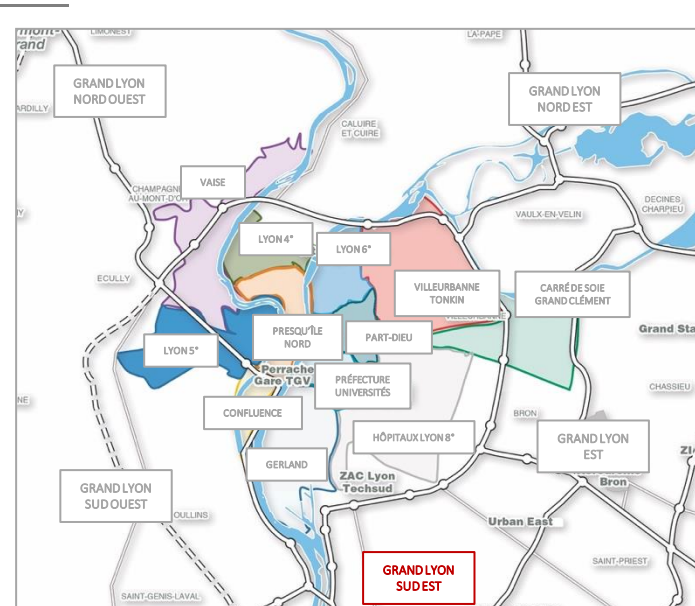 LIMONEST
LA-PAPE
GRAND LYON
NORD OUEST
GRAND LYON
NORD EST
CALUIRE
ET CUIRE
VAISE
CHAMPAGNE
AU-MONT-D'OR
DECINES
CHARPIEU
VAULX-EN-VELIN
LYON 4°
LYON 6°
ECULLY
VILLEURBANNE
TONKIN
CARRÉ DE SOIE
GRAND CLÉMENT
PRESQU'ÎLE
NORD
PART-DIEU
Grand Sta
LYON 5°
Perrache
Gare TGV
PRÉFECTURE
UNIVERSITÉS
CHASSIEU
CONFLUENCE
BRON
HÔPITAUX LYON 8°
GRAND LYON
EST
GERLAND
ZAC Lyon
Techsud
Bron
GRAND LYON
SUD OUEST
OULLINS
Urban East
SAINT-PRIEST
GRAND LYON
SUD EST
SAINT-GENIS-LAVAL